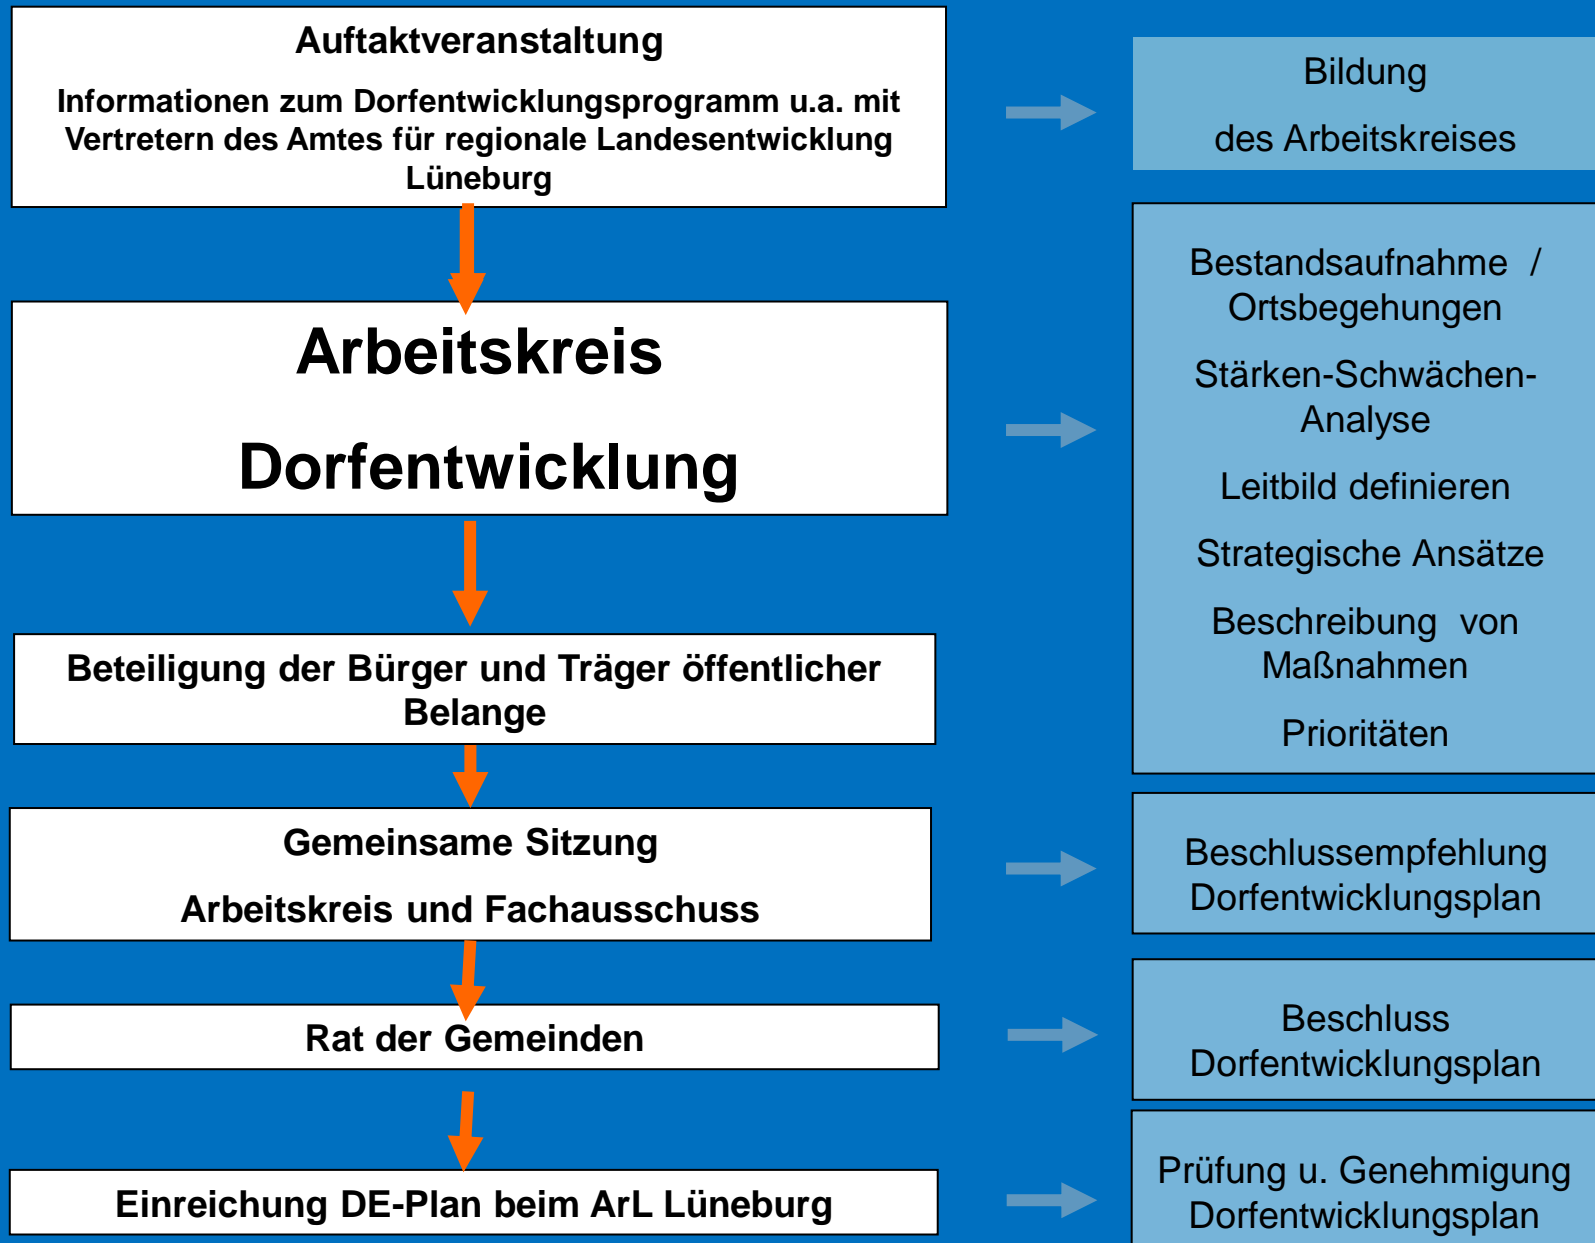 Auftaktveranstaltung
Informationen zum Dorfentwicklungsprogramm u.a. mit
Vertretern des Amtes für regionale Landesentwicklung
Lüneburg
Bildung
des Arbeitskreises
Arbeitskreis
Dorfentwicklung
Bestandsaufnahme /
Ortsbegehungen
Stärken-Schwächen-
Analyse
Leitbild definieren
Strategische Ansätze
Beschreibung von
Maßnahmen
Prioritäten
Beteiligung der Bürger und Träger öffentlicher
Belange
Gemeinsame Sitzung
Arbeitskreis und Fachausschuss
Beschlussempfehlung
Dorfentwicklungsplan
Rat der Gemeinden
Beschluss
Dorfentwicklungsplan
Einreichung DE-Plan beim ArL Lüneburg
Prüfung u. Genehmigung
Dorfentwicklungsplan